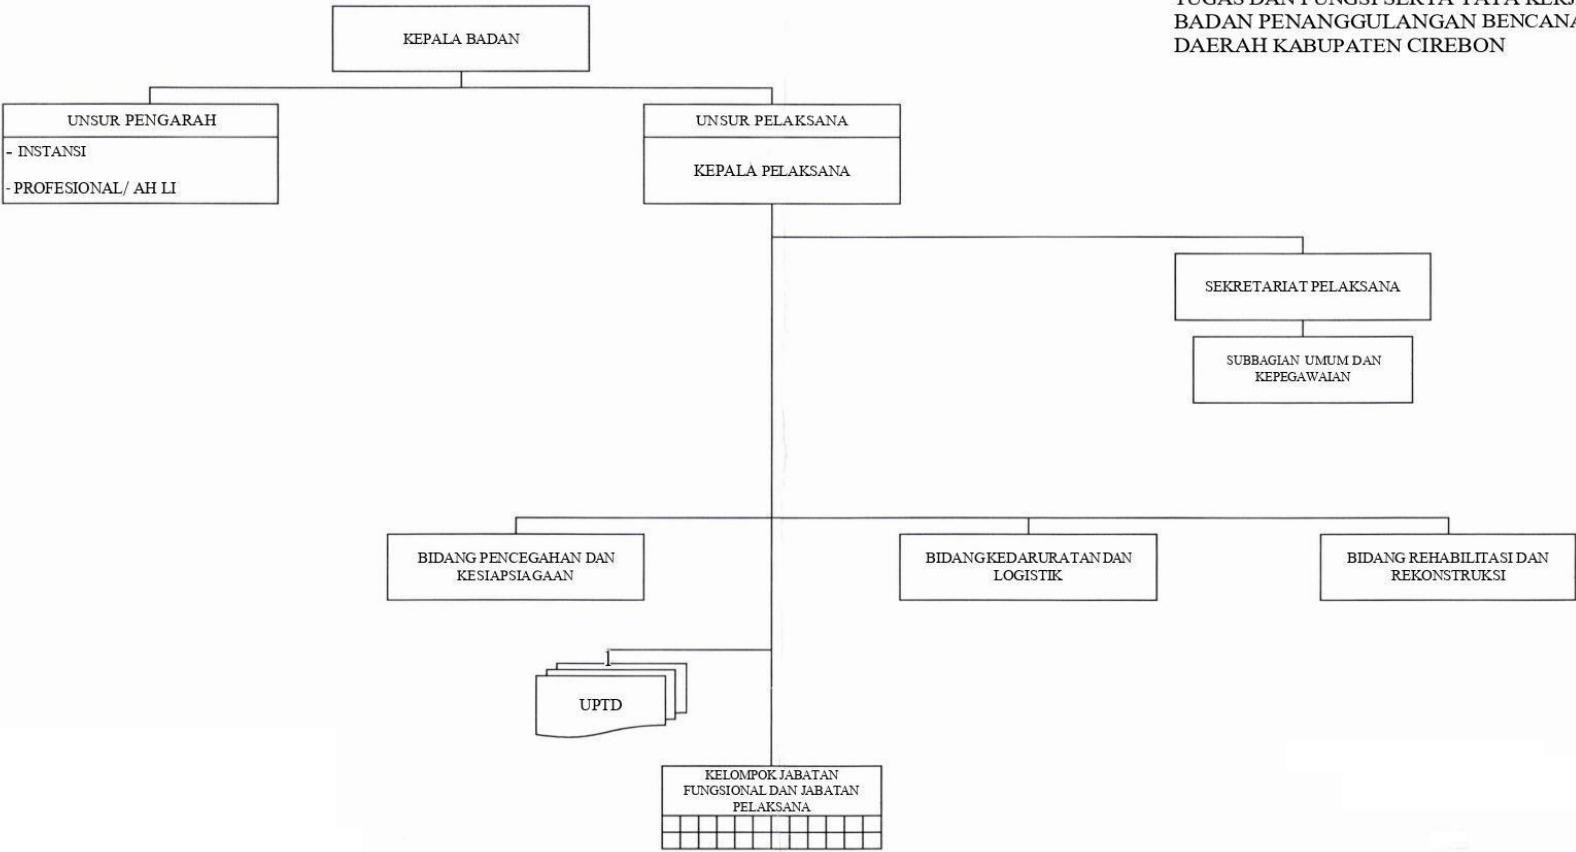 BADAN PENANGGULANGAN BENCANA
DAERAH KABUPATEN CIREBON
KEPALA BADAN
UNSUR PENGARAH
- INSTANSI
- PROFESIONAL/ AH LI
UNSUR PELAKSANA
KEPALA PELAKSANA
SEKRETARIAT PELAKSANA
SUBBAGIAN UMUM DAN
KEPEGAWAIAN
BIDANG PENCEGAHAN DAN
KESIAPSIAGAAN
BIDANG KEDARURATAN DAN
LOGISTIK
BIDANG REHABILITASI DAN
REKONSTRUKSI
UPTD
KELOMPOK JABATAN
FUNGSIONAL DAN JABATAN
PELAKSANA